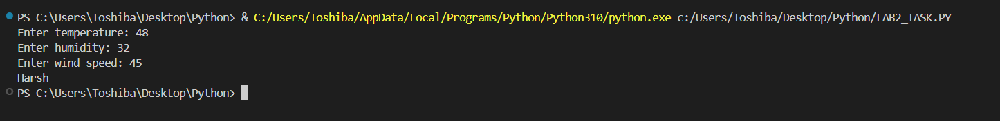 PS C:\Users\Toshiba\Desktop\Python> & C:/Users/Toshiba/AppData/Local/Programs/Python/Python310/python.exe c:/Users/Toshiba/Desktop/Python/LAB2_TASK.PY
Enter temperature: 48
Enter humidity: 32
Enter wind speed: 45
Harsh
PS C:\Users\Toshiba\Desktop\Python>